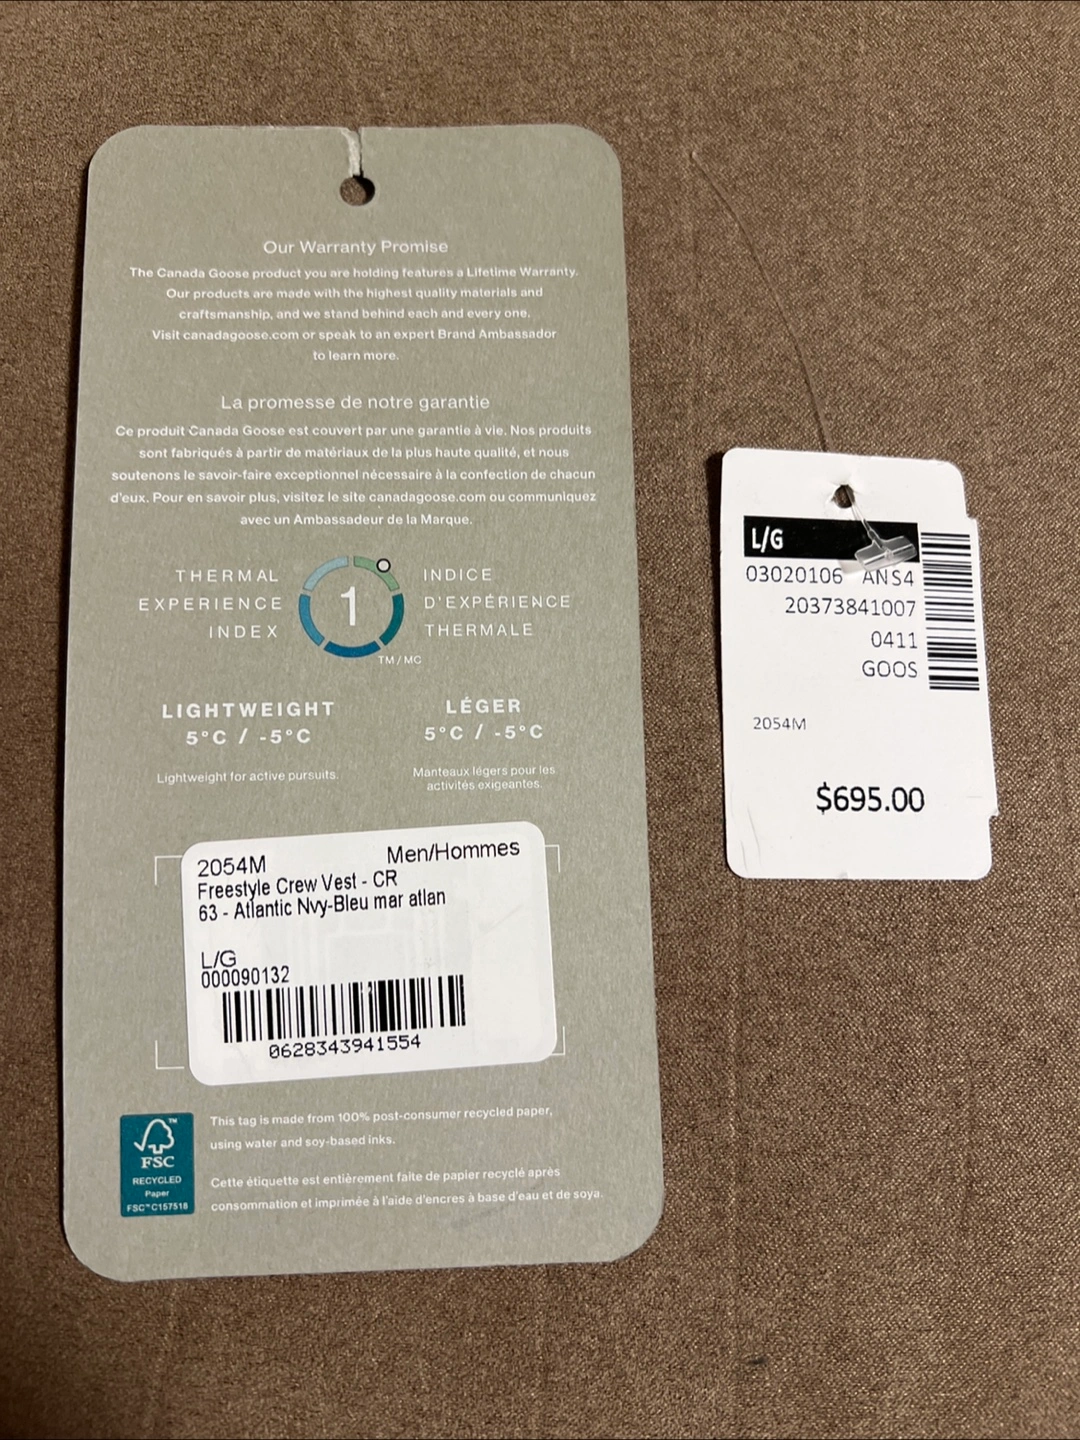 Our Warranty Promise
The Canada Goose product you are holding features a Lifetime Warranty.
Our products are made with the highest quality materials and
craftsmanship, and we stand behind each and every one.
Visit canadagoose.com or speak to an expert Brand Ambassador
to learn more.
La promesse de notre garantie
Ce produit Canada Goose est couvert par une garantie à vie. Nos produits
sont fabriqués à partir de matériaux de la plus haute qualité, et nous
soutenons le savoir-faire exceptionnel nécessaire à la confection de chacun
d'eux. Pour en savoir plus, visitez le site canadagoose.com ou communiquez
avec un Ambassadeur de la Marque.
THERMAL
EXPERIENCE
INDEX
1
INDICE
D'EXPÉRIENCE
THERMALE
TM/MC
LIGHTWEIGHT
5°C / -5°C
Lightweight for active pursuits.
LÉGER
5°C / -5°C
Manteaux légers pour les
activités exigeantes.
2054M Men/Hommes
Freestyle Crew Vest - CR
63 - Atlantic Nvy-Bleu mar atlan
L/G
000090132
0628343941554
TM
FSC
RECYCLED
Paper
FSC™C157518
This tag is made from 100% post-consumer recycled paper,
using water and soy-based inks.
Cette étiquette est entièrement faite de papier recyclé après
consommation et imprimée à l'aide d'encres à base d'eau et de soya.
L/G
03020106 ANS4
20373841007
0411
GOOS
2054M
$695.00